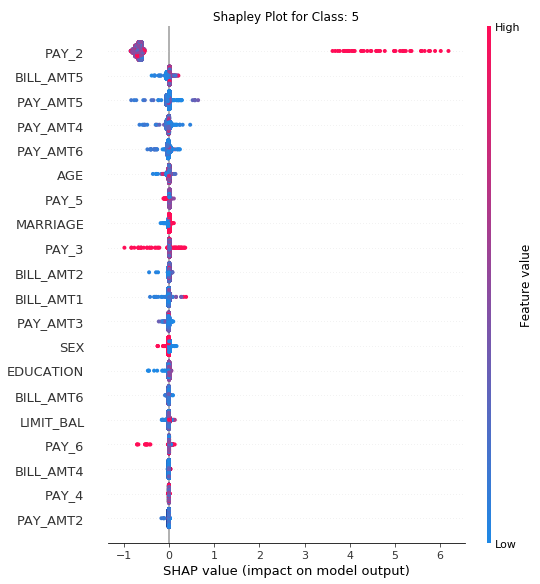 Shapley Plot for Class: 5
High
PAY_2
BILL_AMT5
PAY_AMT5
PAY_AMT4
PAY_AMT6
AGE
PAY_5
MARRIAGE
PAY_3
BILL_AMT2
BILL_AMT1
PAY_AMT3
SEX
EDUCATION
BILL_AMT6
LIMIT_BAL
PAY_6
BILL_AMT4
PAY_4
PAY_AMT2
Feature value
Low
−1 0 1 2 3 4 5 6
SHAP value (impact on model output)